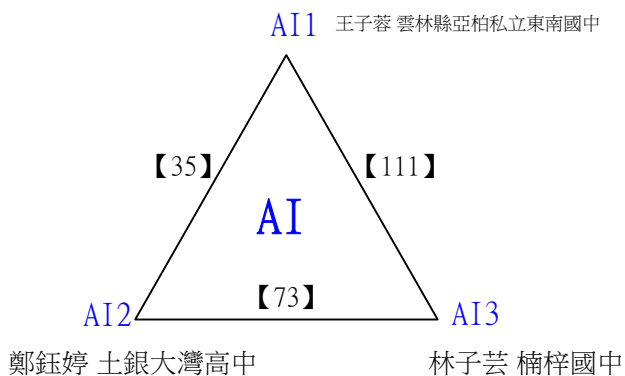 AI1 王子蓉 雲林縣亞柏私立東南國中
【35】 【111】
AI
【73】
AI2 AI3
鄭鈺婷 土銀大灣高中 林子芸 楠梓國中